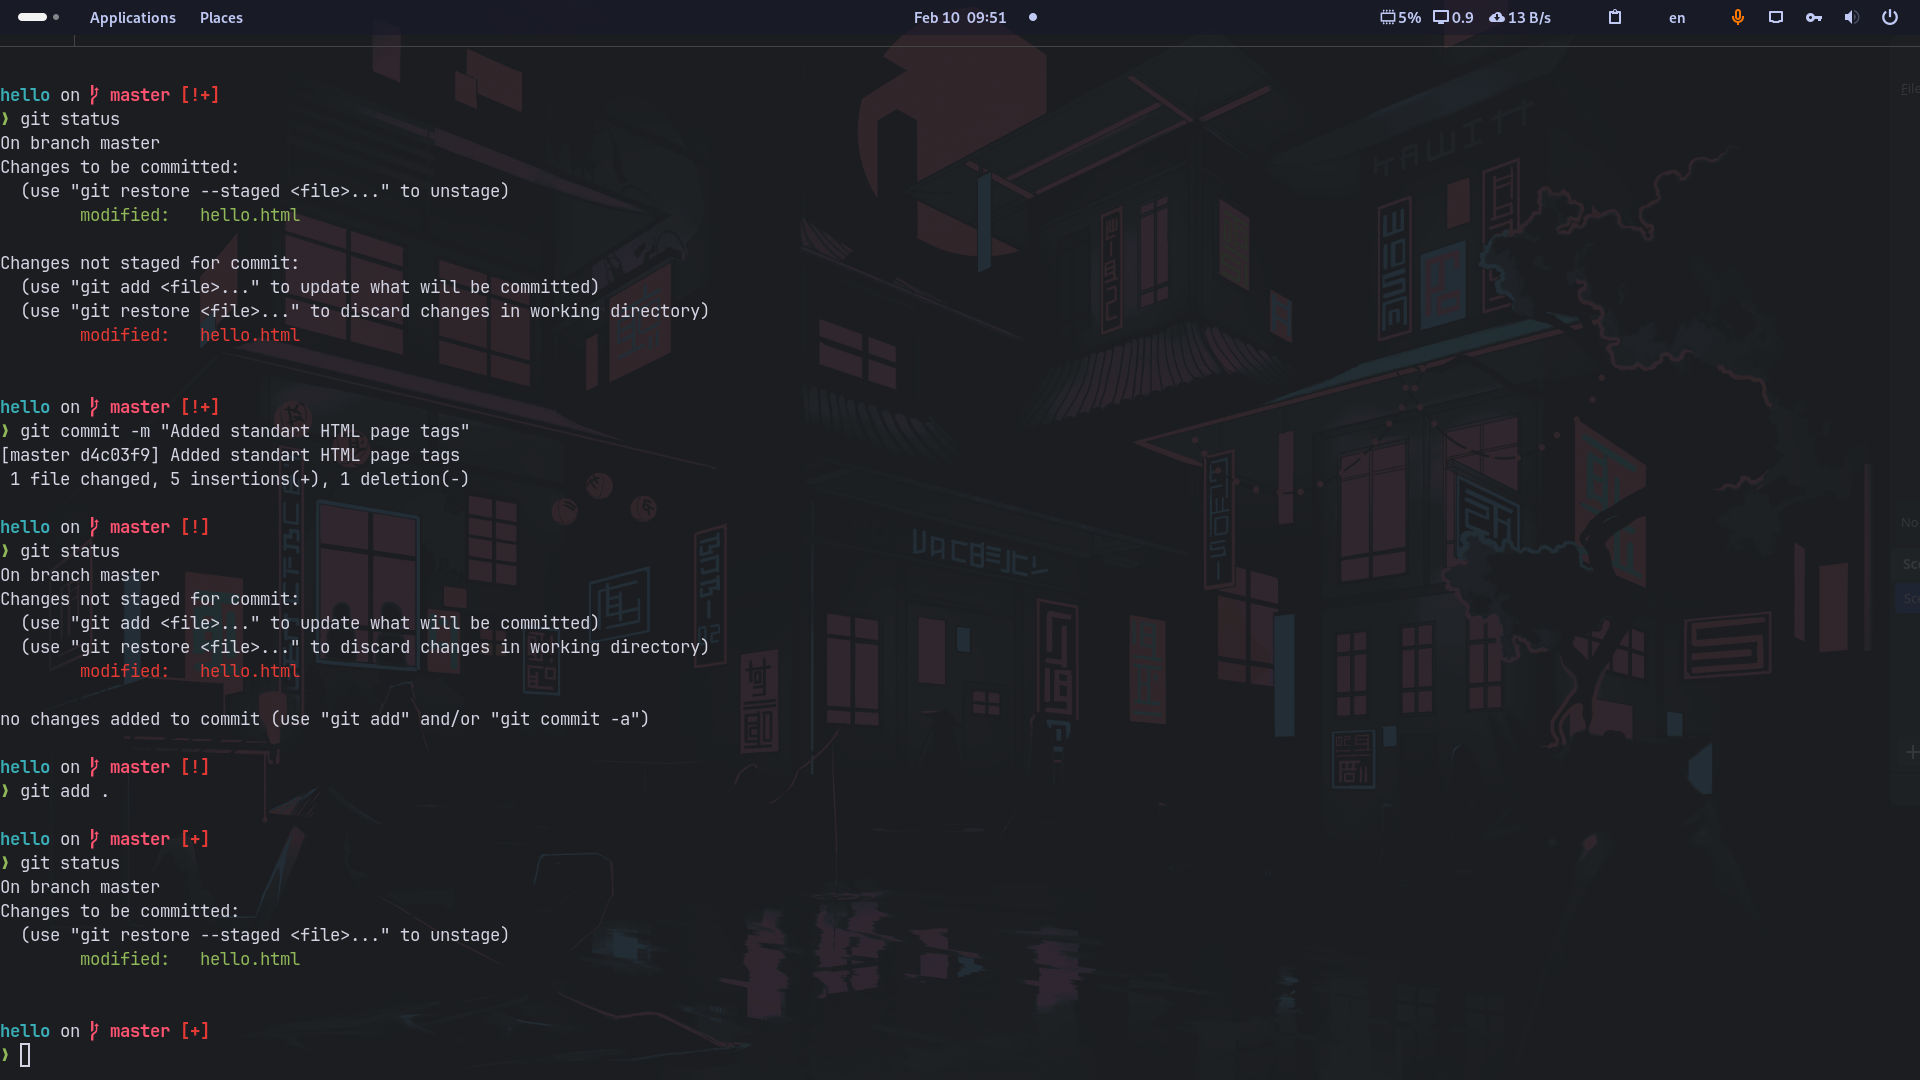 Applications Places Feb 10 09:51 5% 0.9 13 B/s en
hello on master [!+]
❯ git status
On branch master
Changes to be committed:
  (use "git restore --staged <file>..." to unstage)
        modified:   hello.html
Changes not staged for commit:
  (use "git add <file>..." to update what will be committed)
  (use "git restore <file>..." to discard changes in working directory)
        modified:   hello.html
hello on master [!+]
❯ git commit -m "Added standart HTML page tags"
[master d4c03f9] Added standart HTML page tags
 1 file changed, 5 insertions(+), 1 deletion(-)
hello on master [!]
❯ git status
On branch master
Changes not staged for commit:
  (use "git add <file>..." to update what will be committed)
  (use "git restore <file>..." to discard changes in working directory)
        modified:   hello.html
no changes added to commit (use "git add" and/or "git commit -a")
hello on master [!]
❯ git add .
hello on master [+]
❯ git status
On branch master
Changes to be committed:
  (use "git restore --staged <file>..." to unstage)
        modified:   hello.html
hello on master [+]
❯
File